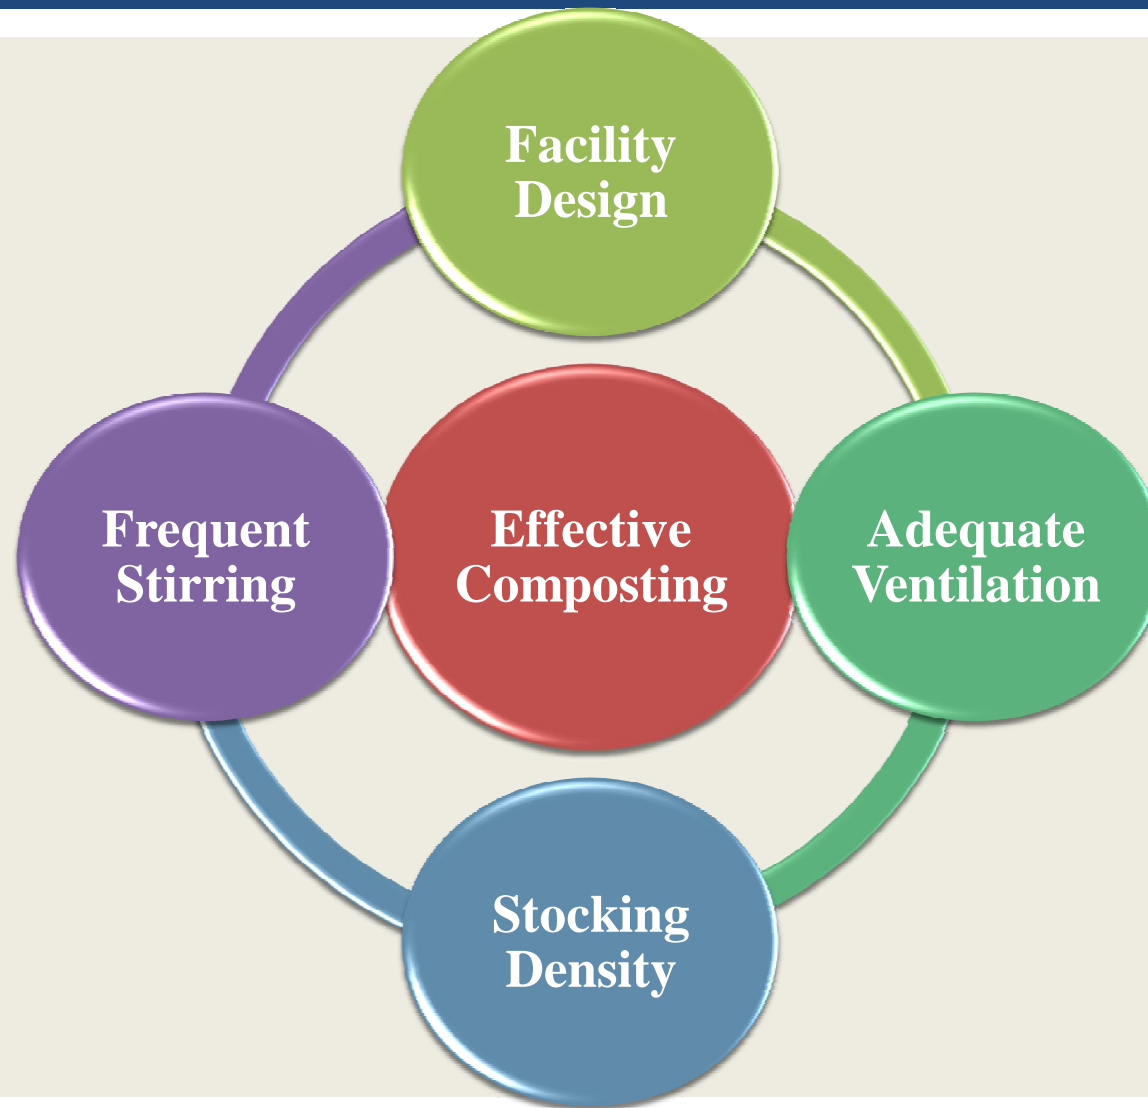 Facility
Design
Frequent
Stirring
Effective
Composting
Adequate
Ventilation
Stocking
Density